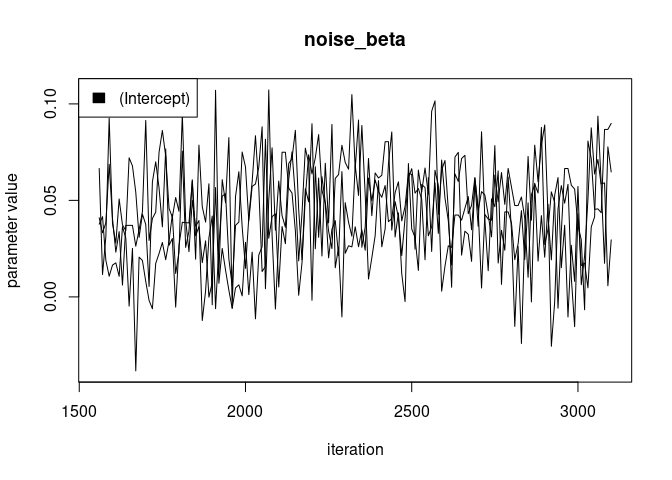 noise_beta
(Intercept)
parameter value
0.10
0.05
0.00
1500 2000 2500 3000
iteration